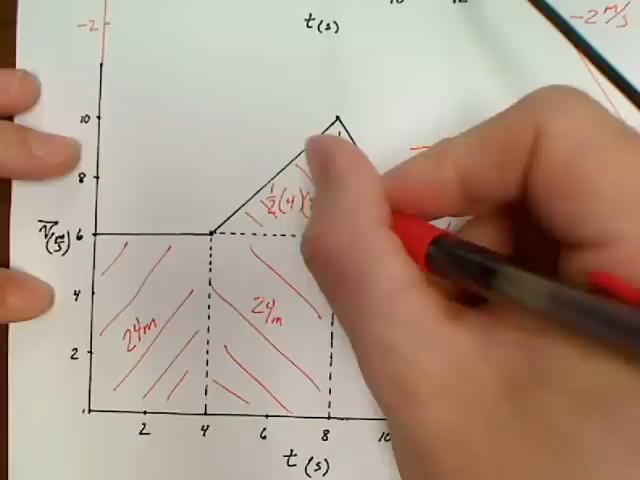 -2
t(s)
-2 m/s
10
8
½(4)(
v(m/s) 6
4
24m
24m
2
2 4 6 8 10
t(s)